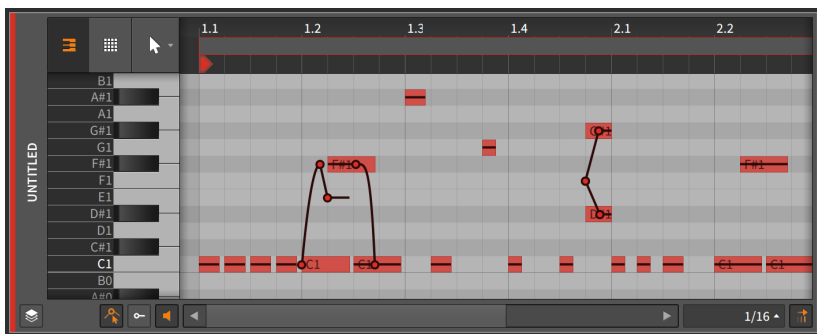 1.1 1.2 1.3 1.4 2.1 2.2
B1
A#1
A1
G#1
G1
F#1 F#1 F#1
F1
E1
D#1
D1
C#1
C1 C1 C1 C1 C1
B0
A#0
UNTITLED
1/16